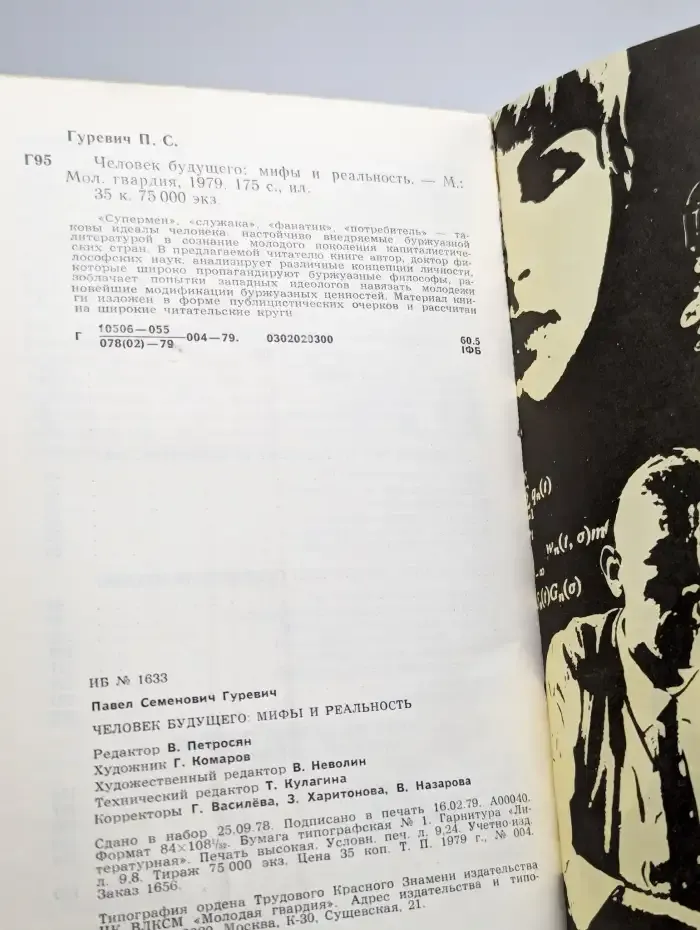 Гуревич П. С.
Г95 Человек будущего: мифы и реальность. — М.:
Мол. гвардия, 1979. 175 с., ил.
35 к. 75 000 экз
«Супермен», «служака», «фанатик», «потребитель» — та-
ковы идеалы человека, настойчиво внедряемые буржуазной
литературой в сознание молодого поколения капиталистиче-
ских стран. В предлагаемой читателю книге автор, доктор фи-
лософских наук, анализирует различные концепции личности,
которые широко пропагандируют буржуазные философы, ра-
зоблачает попытки западных идеологов навязать молодежи
новейшие модификации буржуазных ценностей. Материал кни-
ги изложен в форме публицистических очерков и рассчитан
на широкие читательские круги
Г 10506—055
078(02)—79 004—79. 0302020300 60.5
1ФБ
qn(t)
wn(t, σ)m
(t)Gn(σ)
ИБ № 1633
Павел Семенович Гуревич
ЧЕЛОВЕК БУДУЩЕГО: МИФЫ И РЕАЛЬНОСТЬ
Редактор В. Петросян
Художник Г. Комаров
Художественный редактор В. Неволин
Технический редактор Т. Кулагина
Корректоры Г. Василёва, З. Харитонова, В. Назарова
Сдано в набор 25.09.78. Подписано в печать 16.02.79. А00040.
Формат 84×108 1/32. Бумага типографская № 1. Гарнитура «Ли-
тературная». Печать высокая. Условн. печ. л. 9,24. Учетно-изд.
л. 9,8. Тираж 75 000 экз. Цена 35 коп. Т. П. 1979 г., № 004.
Заказ 1656.
Типография ордена Трудового Красного Знамени издательства
ЦК ВЛКСМ «Молодая гвардия». Адрес издательства и типо-
Москва, К-30, Сущевская, 21.